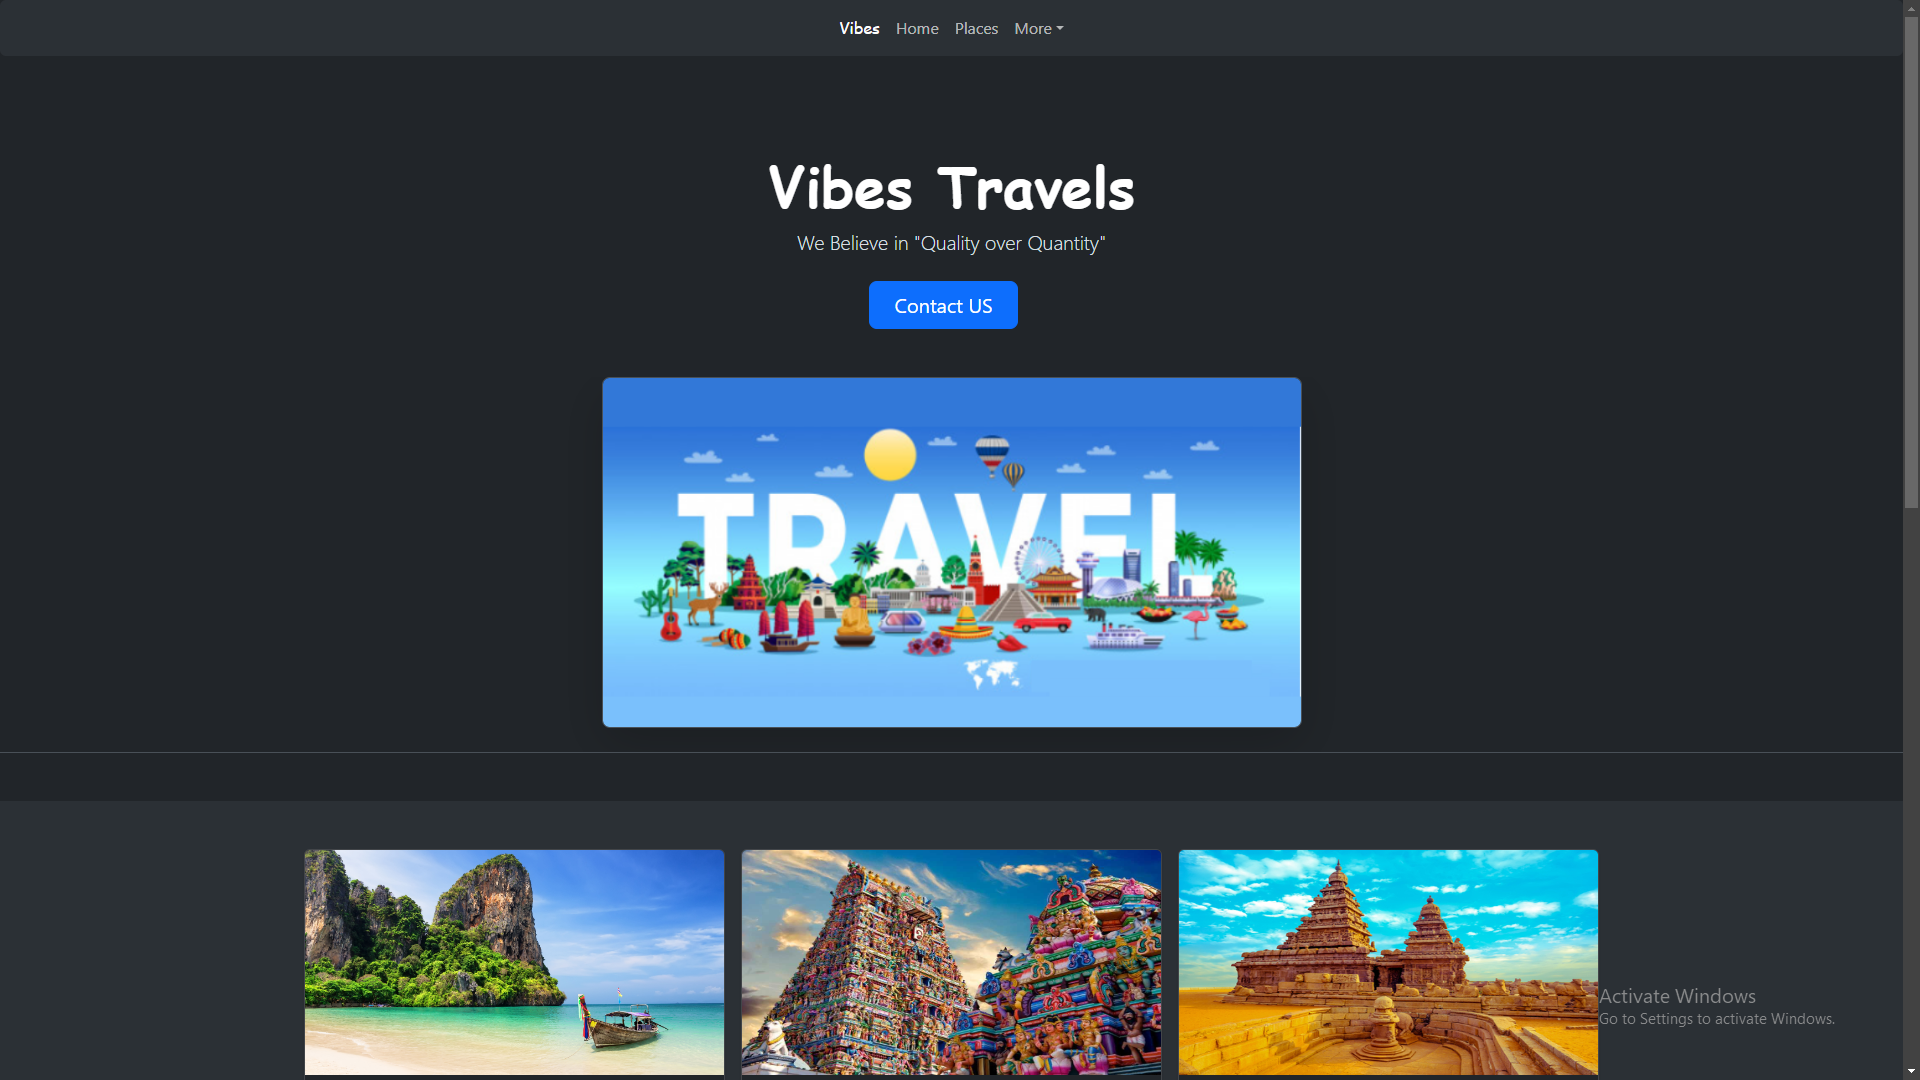 Vibes Home Places More
Vibes Travels
We Believe in "Quality over Quantity"
Contact US
TRAVEL
Activate Windows
Go to Settings to activate Windows.